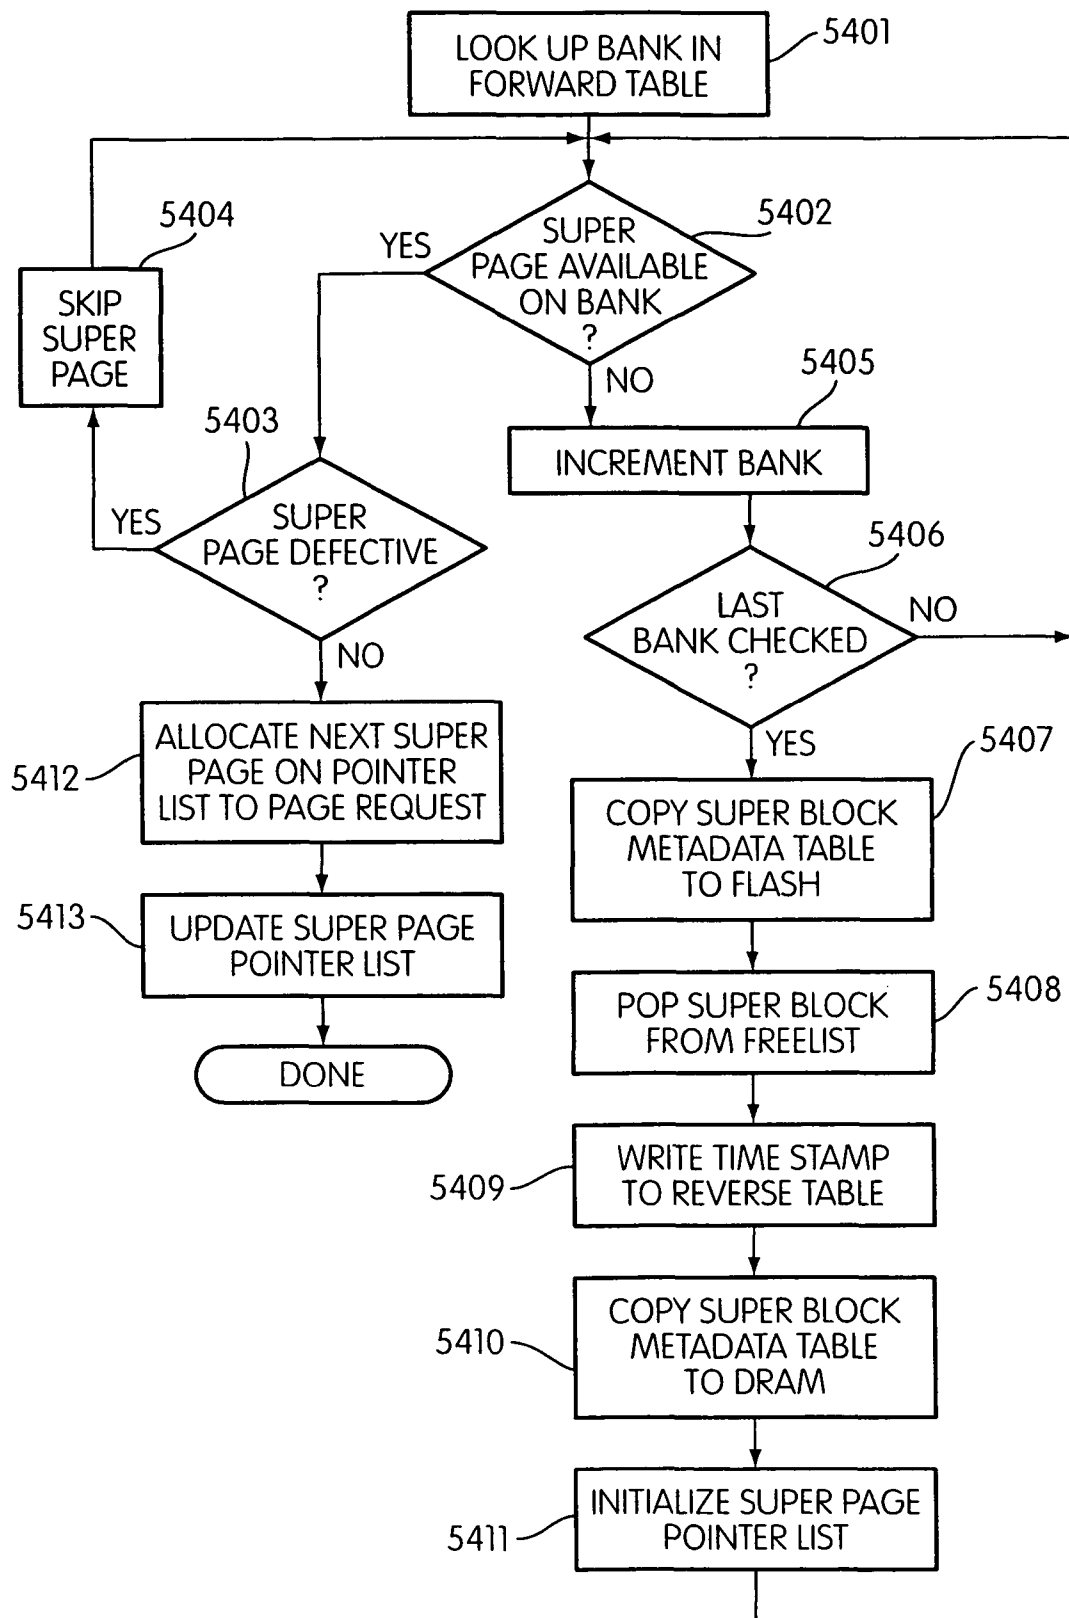 LOOK UP BANK IN
FORWARD TABLE
5401
SUPER
PAGE AVAILABLE
ON BANK
?
5402
YES
NO
5404
SKIP
SUPER
PAGE
5405
INCREMENT BANK
5403
SUPER
PAGE DEFECTIVE
?
YES
NO
5406
LAST
BANK CHECKED
?
NO
YES
5412
ALLOCATE NEXT SUPER
PAGE ON POINTER
LIST TO PAGE REQUEST
5407
COPY SUPER BLOCK
METADATA TABLE
TO FLASH
5413
UPDATE SUPER PAGE
POINTER LIST
5408
POP SUPER BLOCK
FROM FREELIST
DONE
5409
WRITE TIME STAMP
TO REVERSE TABLE
5410
COPY SUPER BLOCK
METADATA TABLE
TO DRAM
5411
INITIALIZE SUPER PAGE
POINTER LIST